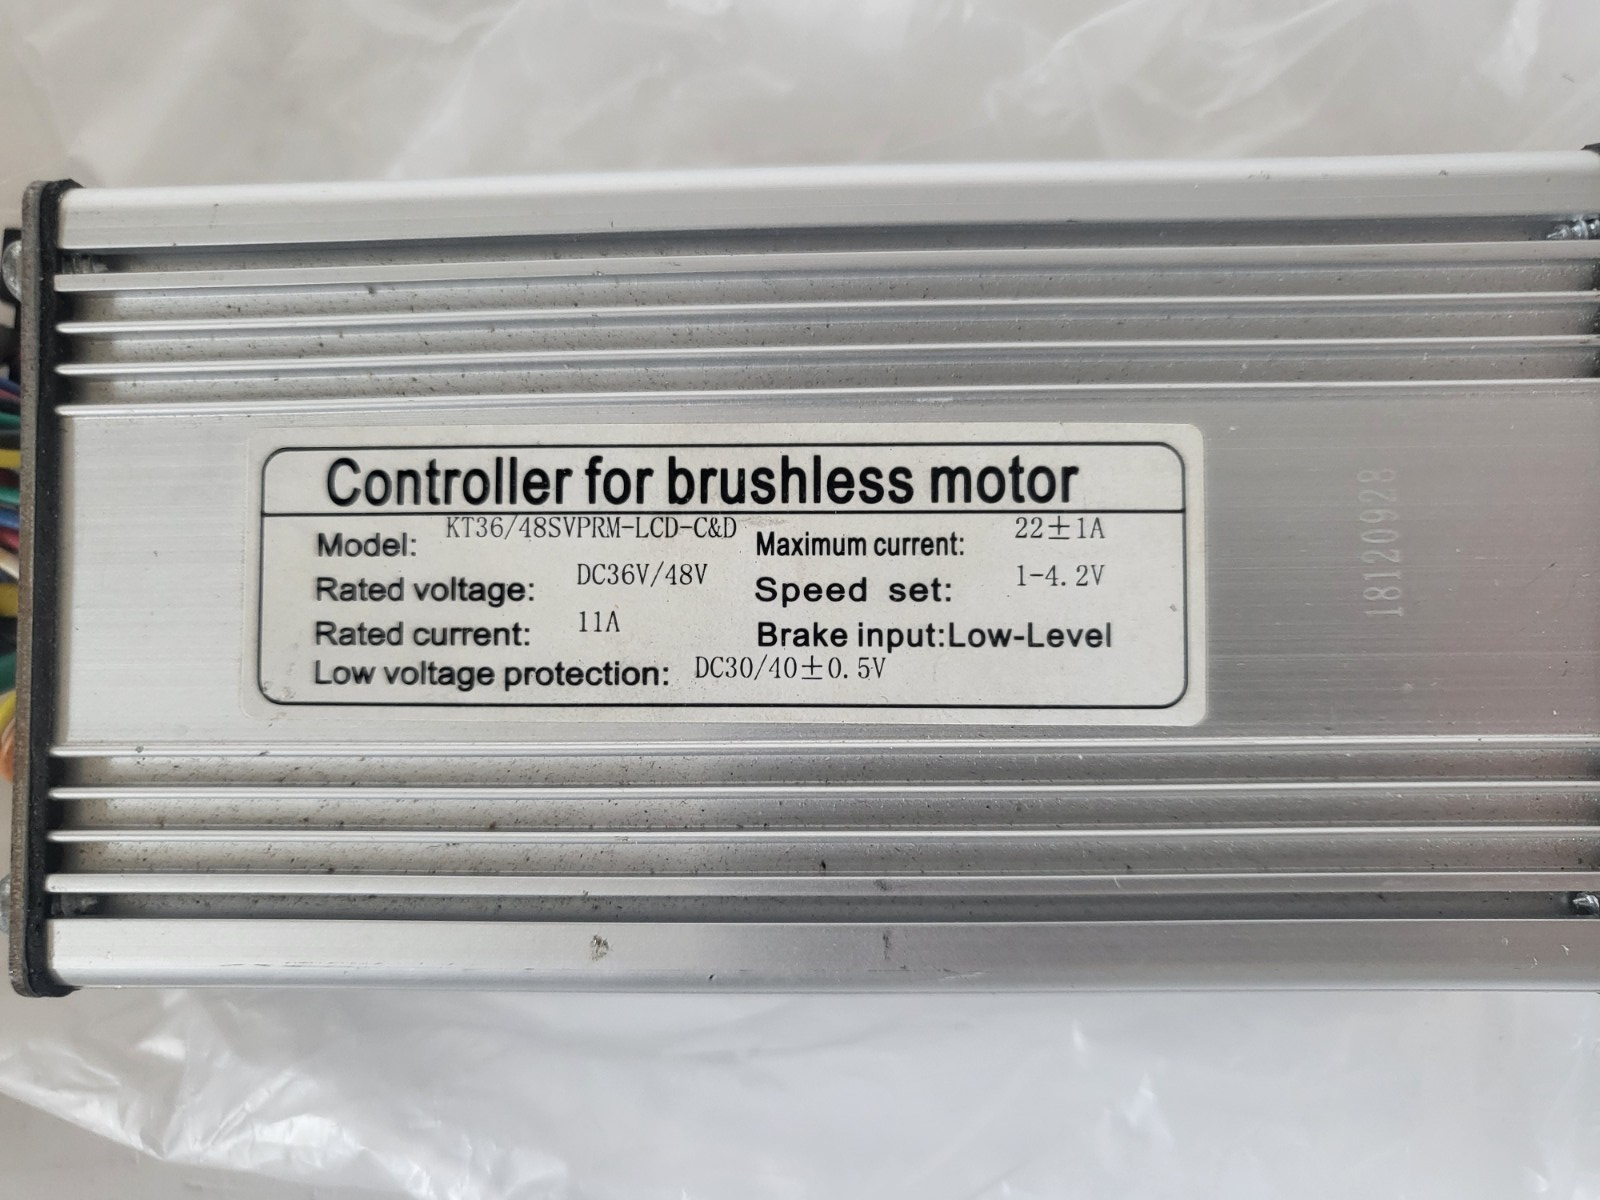 Controller for brushless motor
Model: KT36/48SVPRM-LCD-C&D Maximum current: 22±1A
Rated voltage: DC36V/48V Speed set: 1-4.2V
Rated current: 11A Brake input:Low-Level
Low voltage protection: DC30/40±0.5V
18120928